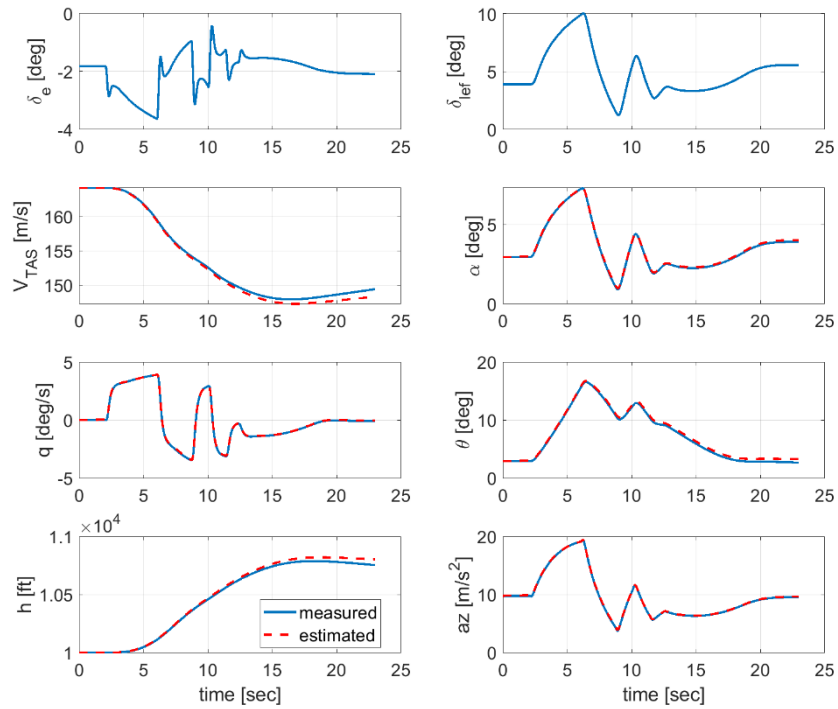 0
-2
-4
δe [deg]
0 5 10 15 20 25
10
5
0
δlef [deg]
0 5 10 15 20 25
160
155
150
VTAS [m/s]
0 5 10 15 20 25
5
0
α [deg]
0 5 10 15 20 25
5
0
-5
q [deg/s]
0 5 10 15 20 25
20
10
0
θ [deg]
0 5 10 15 20 25
×10⁴
1.1
1.05
1
h [ft]
measured
estimated
0 5 10 15 20 25
time [sec]
20
10
0
az [m/s²]
0 5 10 15 20 25
time [sec]